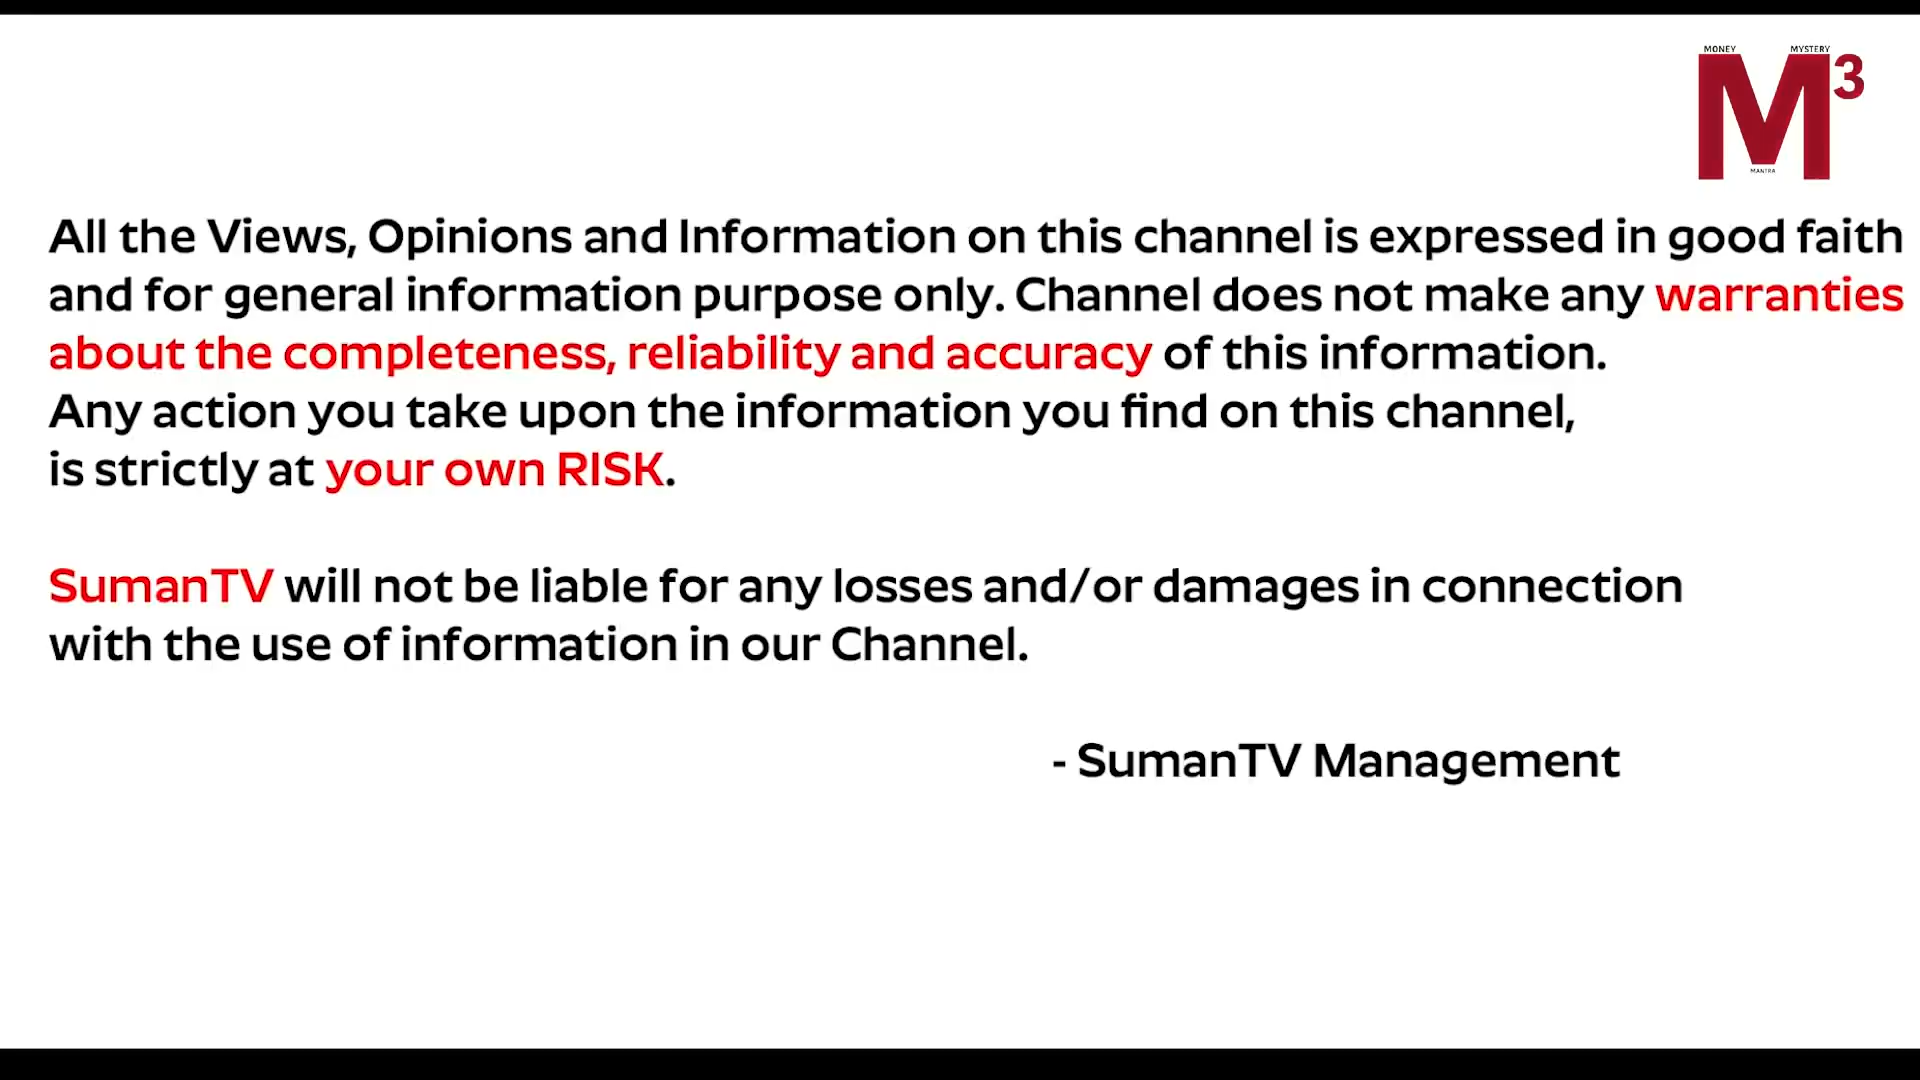 MONEY MYSTERY
M3
MANTRA
All the Views, Opinions and Information on this channel is expressed in good faith
and for general information purpose only. Channel does not make any warranties
about the completeness, reliability and accuracy of this information.
Any action you take upon the information you find on this channel,
is strictly at your own RISK.
SumanTV will not be liable for any losses and/or damages in connection
with the use of information in our Channel.
- SumanTV Management